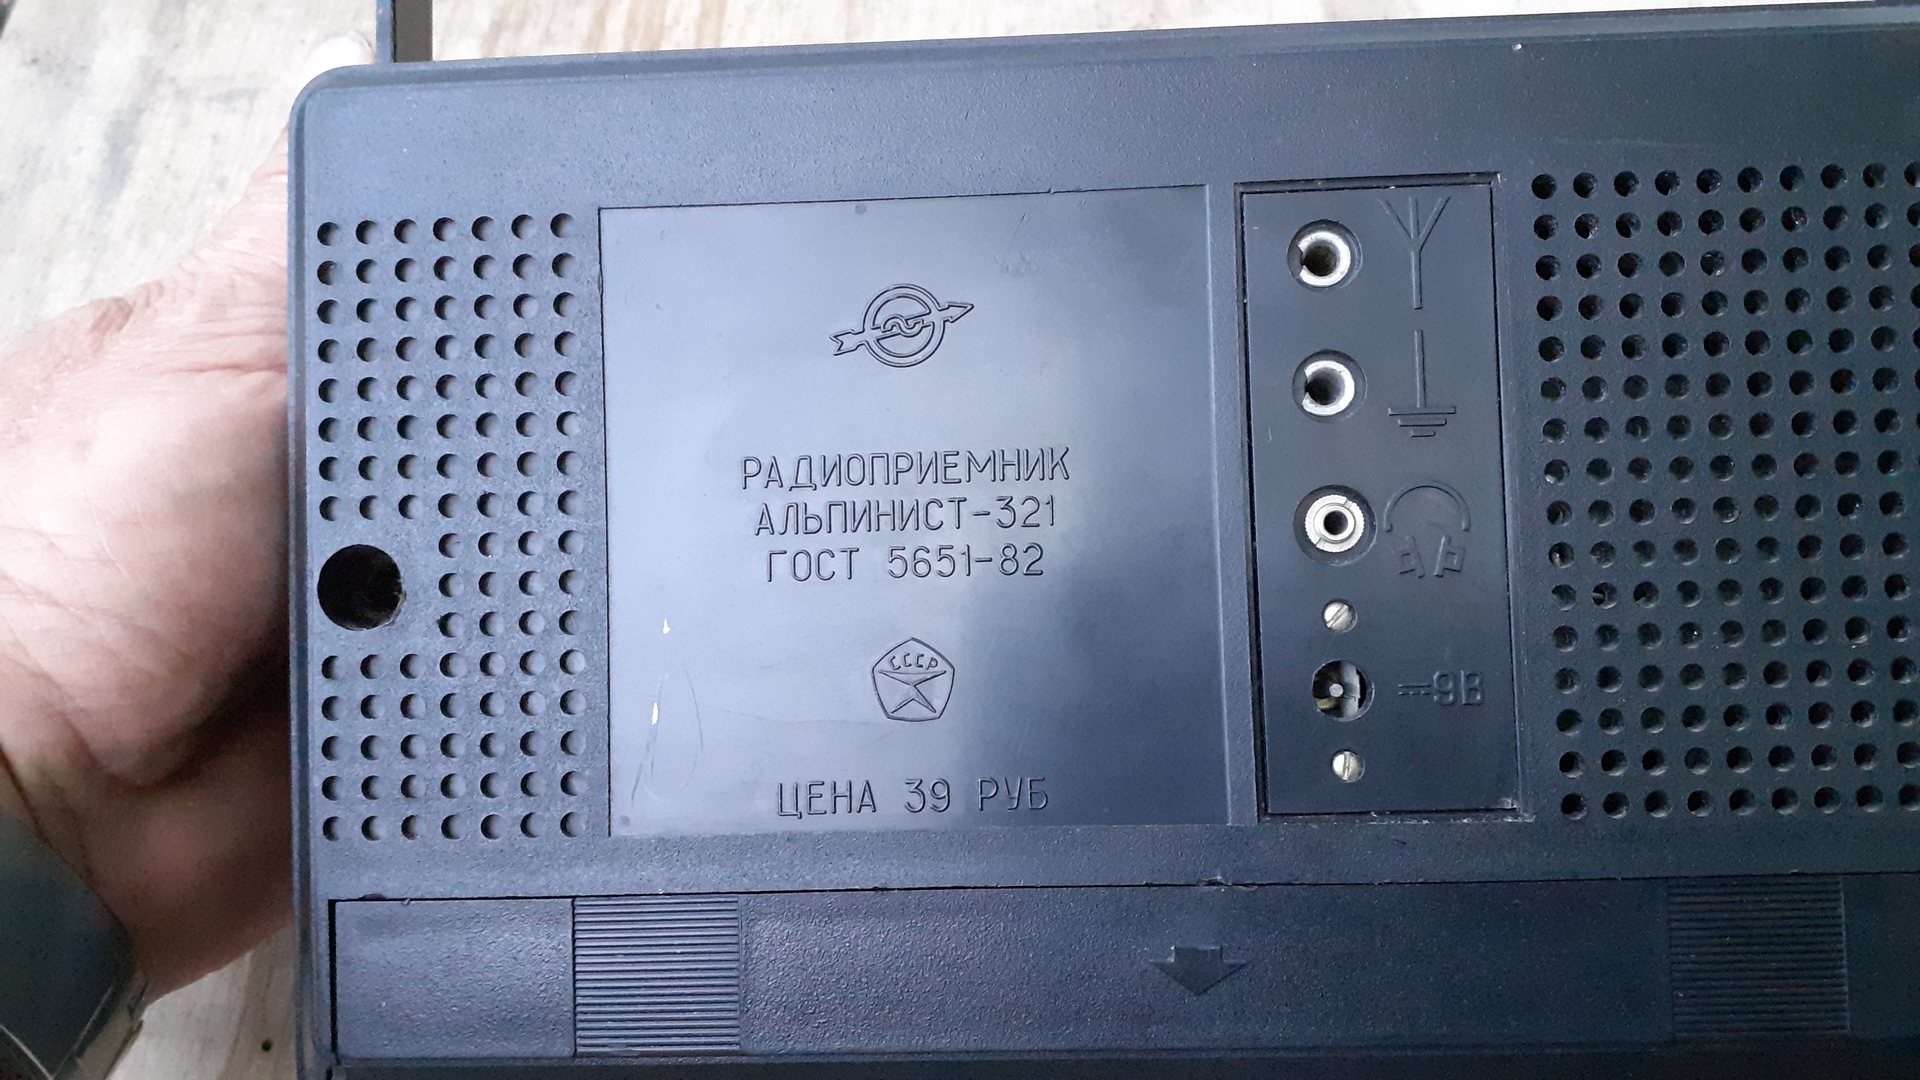 РАДИОПРИЕМНИК
АЛЬПИНИСТ-321
ГОСТ 5651-82
СССР
ЦЕНА 39 РУБ
9В